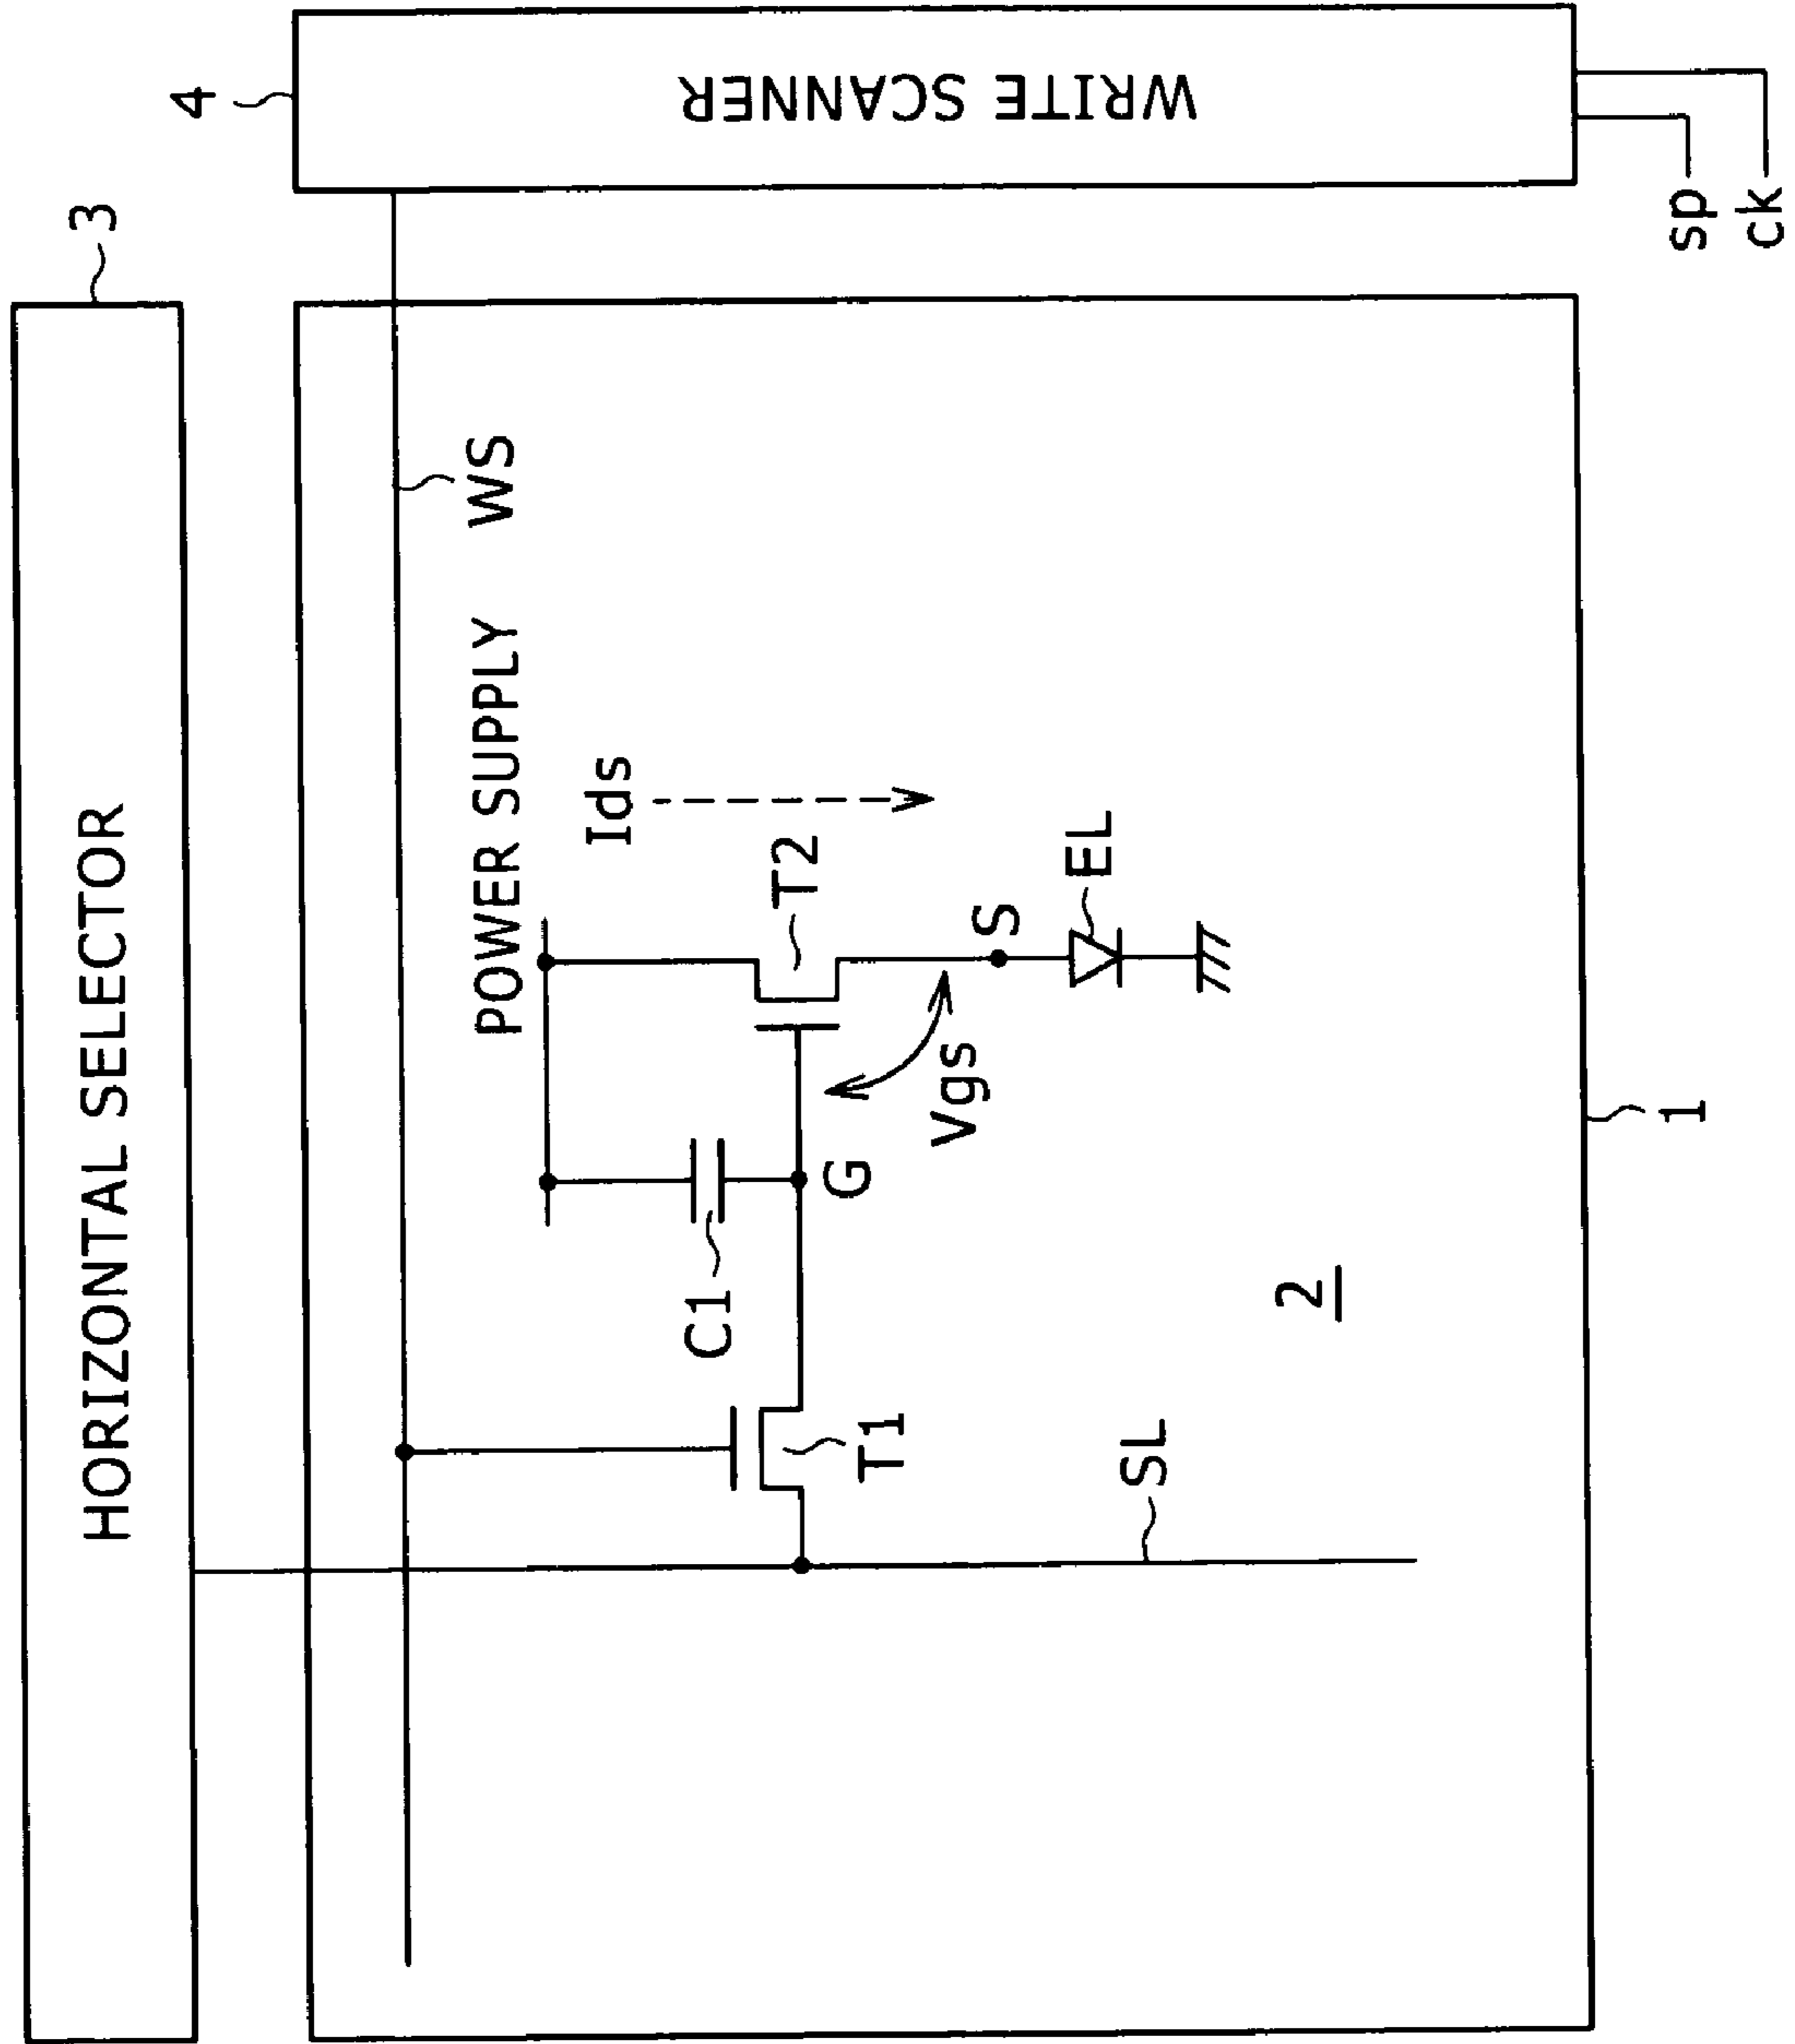 HORIZONTAL SELECTOR
3
4
WRITE SCANNER
WS
POWER SUPPLY
Ids
C1
T2
G
Vgs
S
T1
EL
SL
2
1
sp
ck